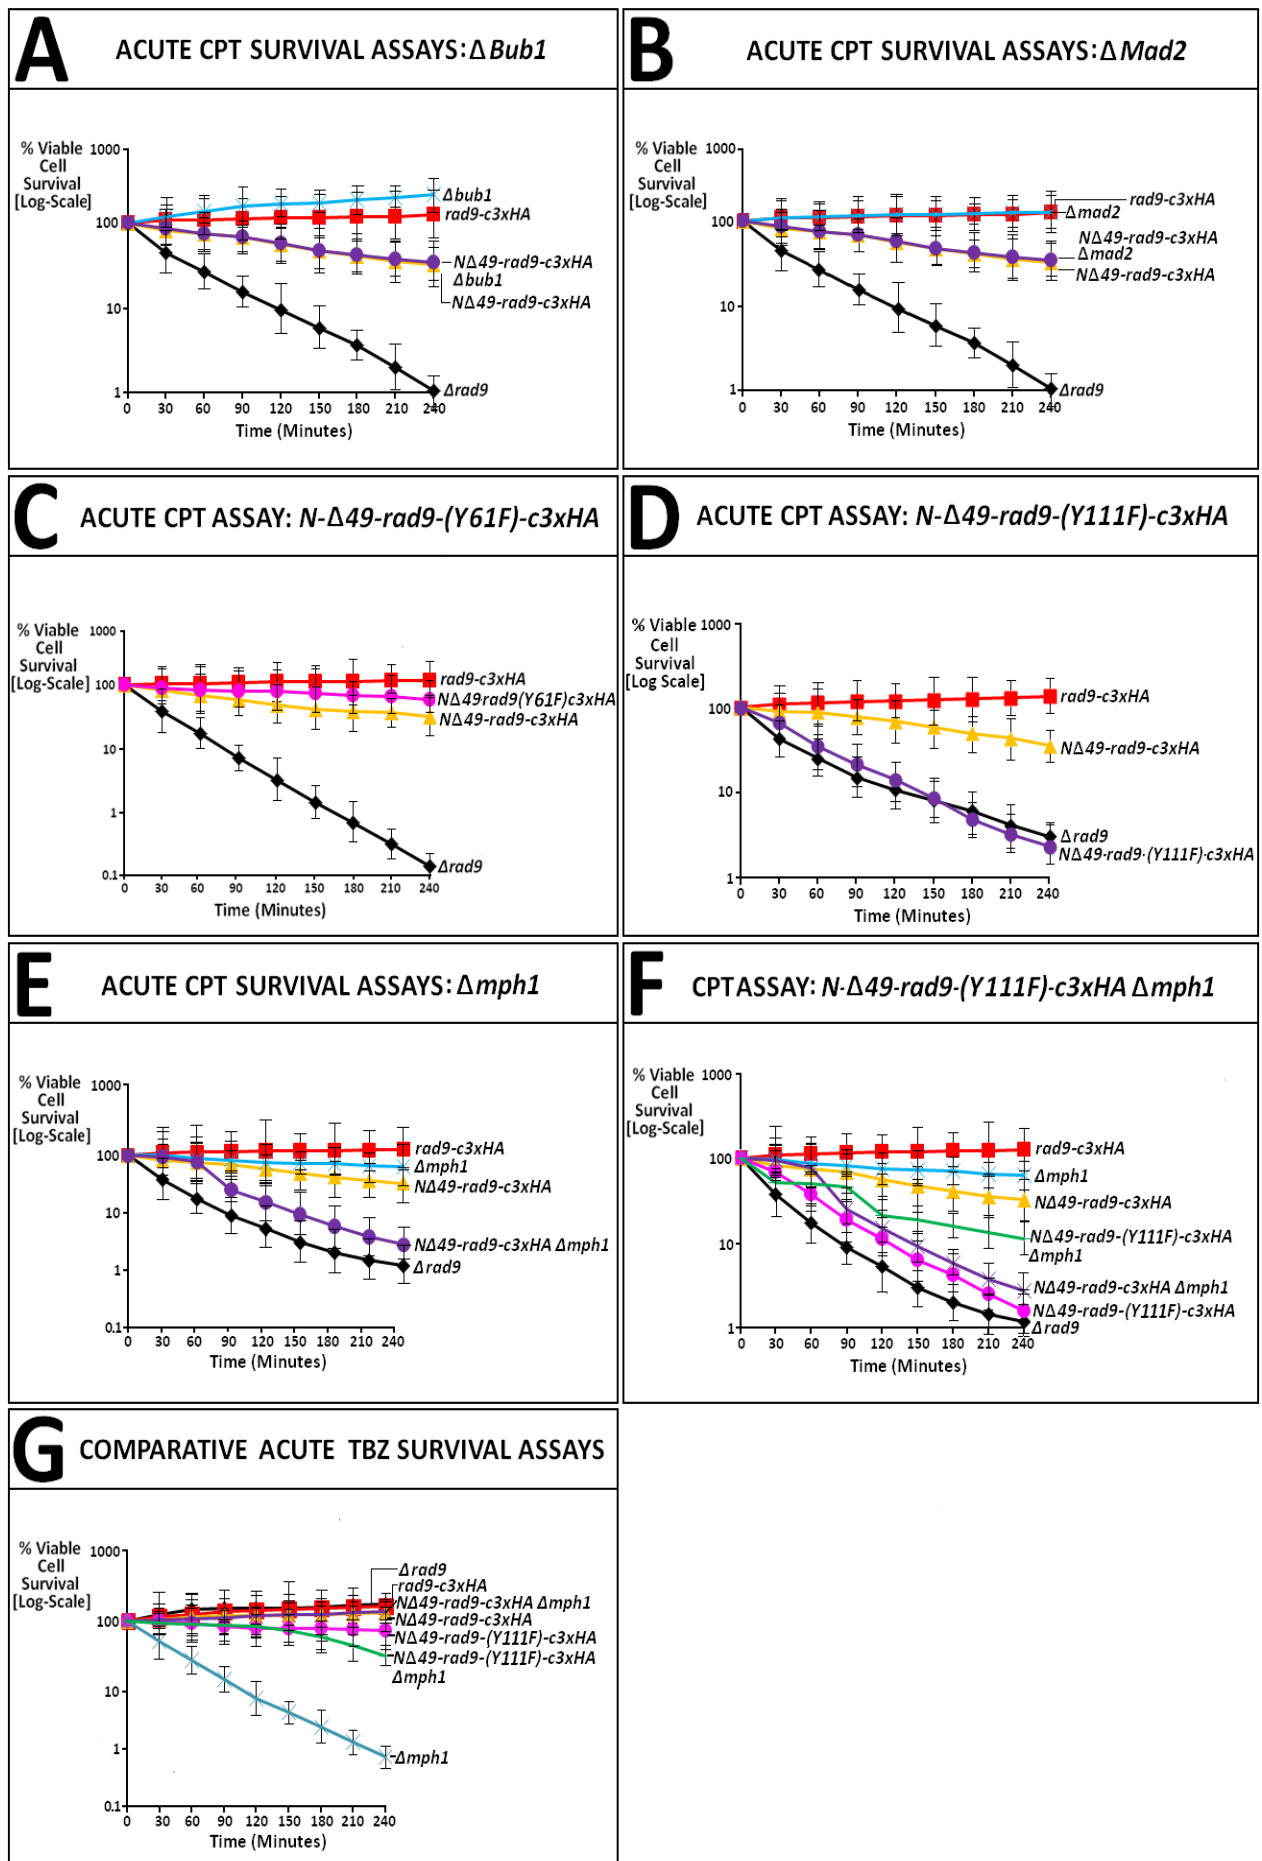 A ACUTE CPT SURVIVAL ASSAYS: Δ Bub1
% Viable
Cell
Survival
[Log-Scale]
1000
100
10
1
0 30 60 90 120 150 180 210 240
Time (Minutes)
Δbub1
rad9-c3xHA
NΔ49-rad9-c3xHA
Δbub1
NΔ49-rad9-c3xHA
Δrad9
B ACUTE CPT SURVIVAL ASSAYS: Δ Mad2
% Viable
Cell
Survival
[Log-Scale]
1000
100
10
1
0 30 60 90 120 150 180 210 240
Time (Minutes)
rad9-c3xHA
Δmad2
NΔ49-rad9-c3xHA
Δmad2
NΔ49-rad9-c3xHA
Δrad9
C ACUTE CPT ASSAY: N-Δ49-rad9-(Y61F)-c3xHA
% Viable
Cell
Survival
[Log-Scale]
1000
100
10
1
0.1
0 30 60 90 120 150 180 210 240
Time (Minutes)
rad9-c3xHA
NΔ49rad9(Y61F)c3xHA
NΔ49-rad9-c3xHA
Δrad9
D ACUTE CPT ASSAY: N-Δ49-rad9-(Y111F)-c3xHA
% Viable
Cell
Survival
[Log Scale]
1000
100
10
1
0 30 60 90 120 150 180 210 240
Time (Minutes)
rad9-c3xHA
NΔ49-rad9-c3xHA
Δrad9
NΔ49-rad9-(Y111F)-c3xHA
E ACUTE CPT SURVIVAL ASSAYS: Δmph1
% Viable
Cell
Survival
[Log-Scale]
1000
100
10
1
0.1
0 30 60 90 120 150 180 210 240
Time (Minutes)
rad9-c3xHA
Δmph1
NΔ49-rad9-c3xHA
NΔ49-rad9-c3xHA Δmph1
Δrad9
F CPT ASSAY: N-Δ49-rad9-(Y111F)-c3xHA Δmph1
% Viable
Cell
Survival
[Log-Scale]
1000
100
10
1
0 30 60 90 120 150 180 210 240
Time (Minutes)
rad9-c3xHA
Δmph1
NΔ49-rad9-c3xHA
NΔ49-rad9-(Y111F)-c3xHA
Δmph1
NΔ49-rad9-c3xHA Δmph1
NΔ49-rad9-(Y111F)-c3xHA
Δrad9
G COMPARATIVE ACUTE TBZ SURVIVAL ASSAYS
% Viable
Cell
Survival
[Log-Scale]
1000
100
10
1
0.1
0 30 60 90 120 150 180 210 240
Time (Minutes)
Δrad9
rad9-c3xHA
NΔ49-rad9-c3xHA Δmph1
NΔ49-rad9-c3xHA
NΔ49-rad9-(Y111F)-c3xHA
NΔ49-rad9-(Y111F)-c3xHA
Δmph1
Δmph1